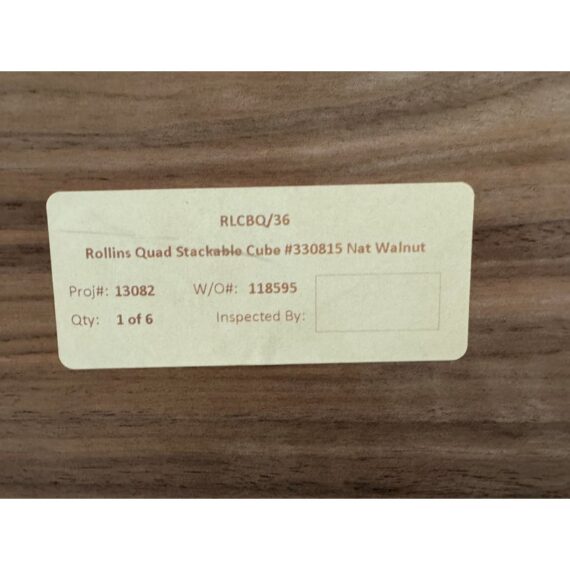 RLCBQ/36
Rollins Quad Stackable Cube #330815 Nat Walnut
Proj#: 13082 W/O#: 118595
Qty: 1 of 6 Inspected By: